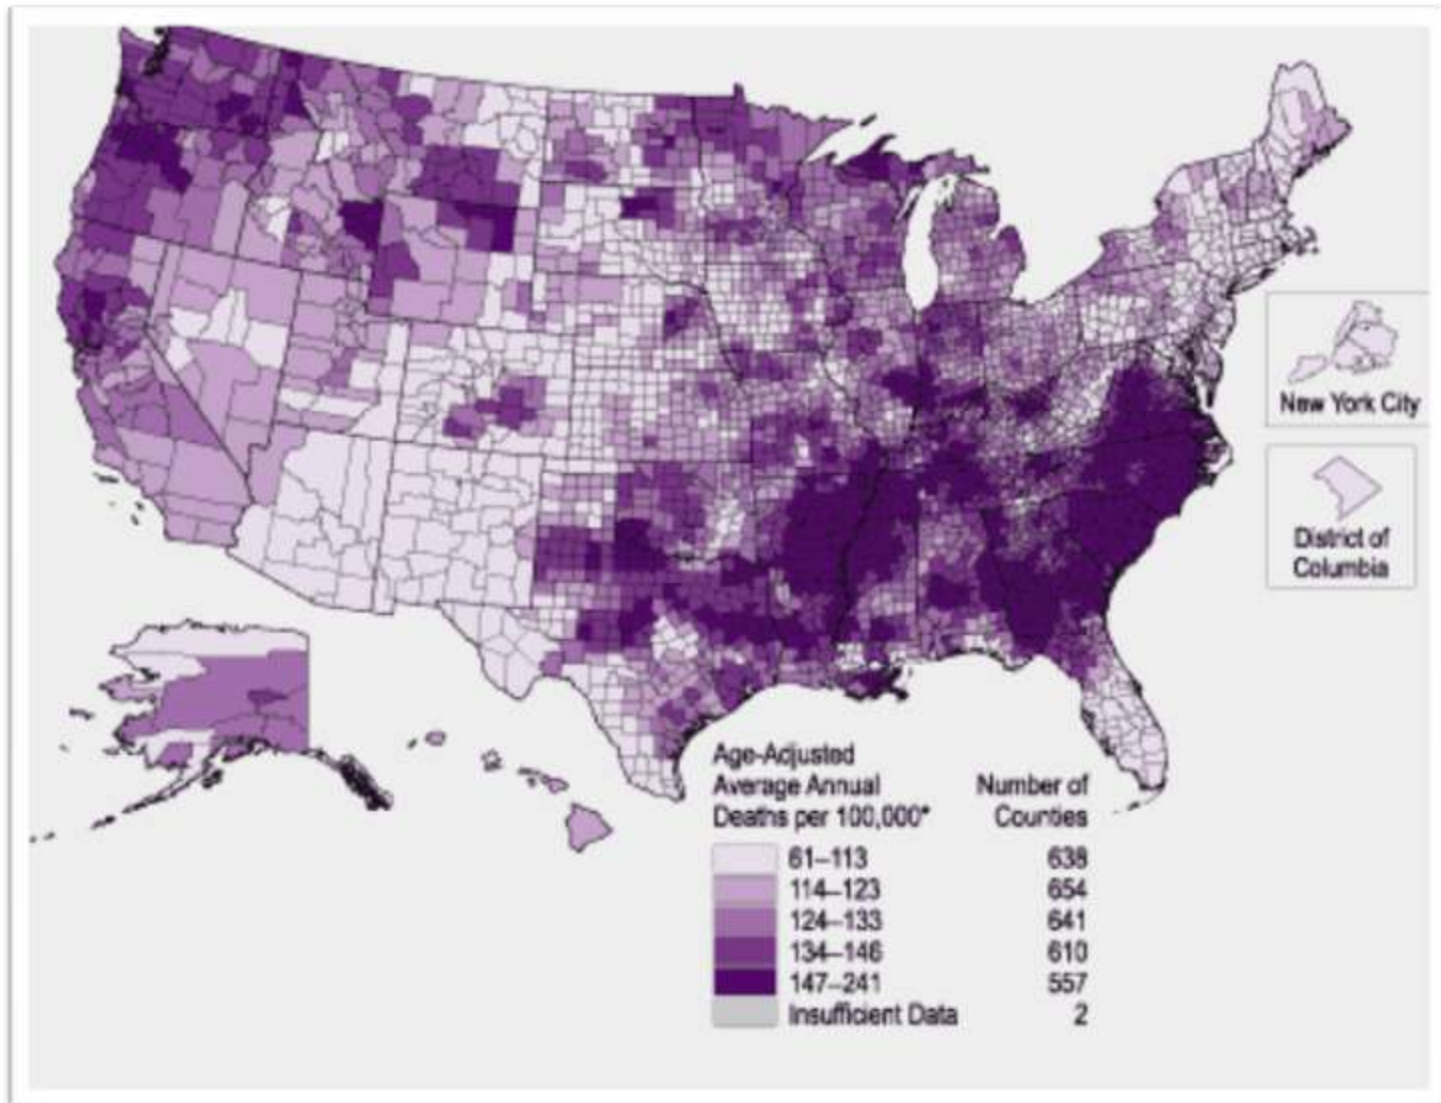 New York City
District of
Columbia
Age-Adjusted
Average Annual
Deaths per 100,000*
Number of
Counties
61–113 638
114–123 654
124–133 641
134–146 610
147–241 557
Insufficient Data 2